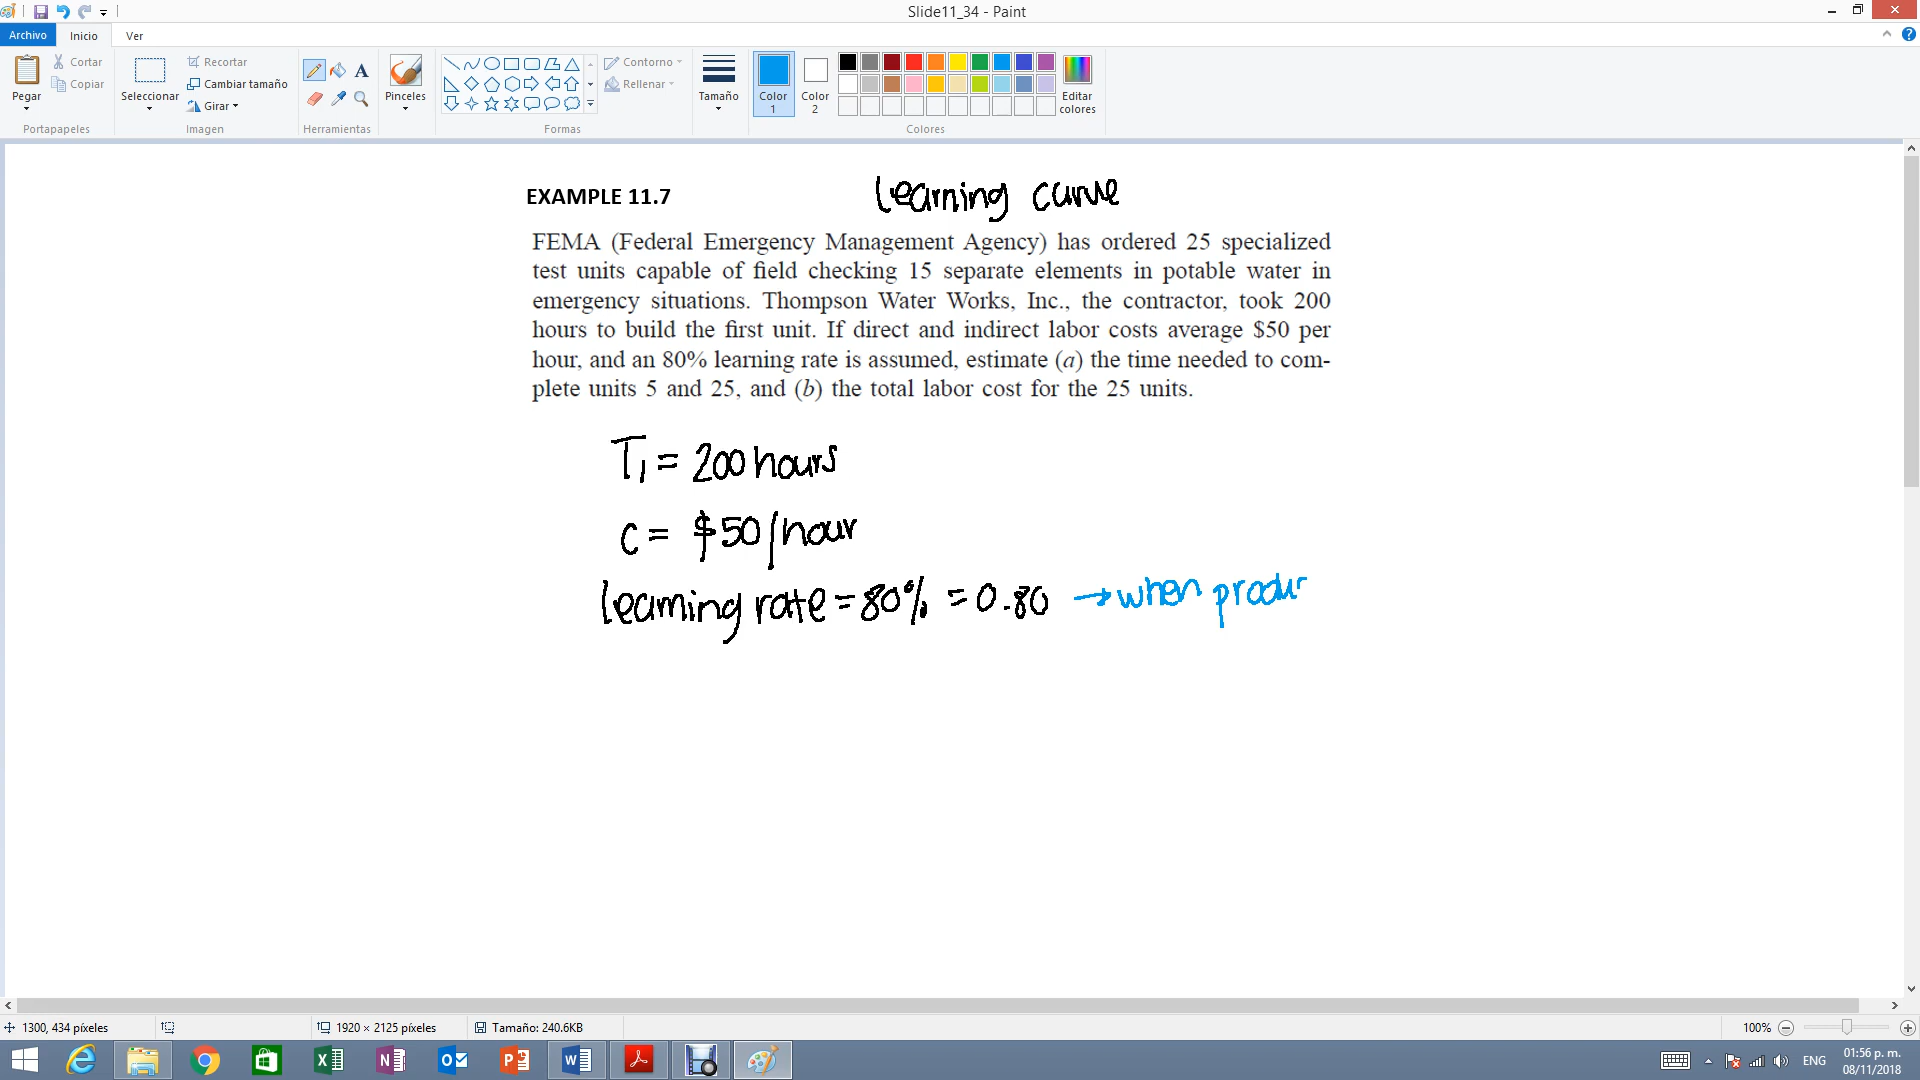 Slide11_34 - Paint
Archivo Inicio Ver
Pegar
Cortar
Copiar
Portapapeles
Seleccionar
Recortar
Cambiar tamaño
Girar
Imagen
A
Herramientas
Pinceles
Contorno
Rellenar
Formas
Tamaño
Color 1
Color 2
Editar colores
Colores
EXAMPLE 11.7
learning curve
FEMA (Federal Emergency Management Agency) has ordered 25 specialized
test units capable of field checking 15 separate elements in potable water in
emergency situations. Thompson Water Works, Inc., the contractor, took 200
hours to build the first unit. If direct and indirect labor costs average $50 per
hour, and an 80% learning rate is assumed, estimate (a) the time needed to com-
plete units 5 and 25, and (b) the total labor cost for the 25 units.
T1 = 200 hours
c = $50/hour
learning rate = 80% = 0.80 → when produ
1300, 434 píxeles 1920 × 2125 píxeles Tamaño: 240.6KB 100%
ENG 01:56 p. m.
08/11/2018